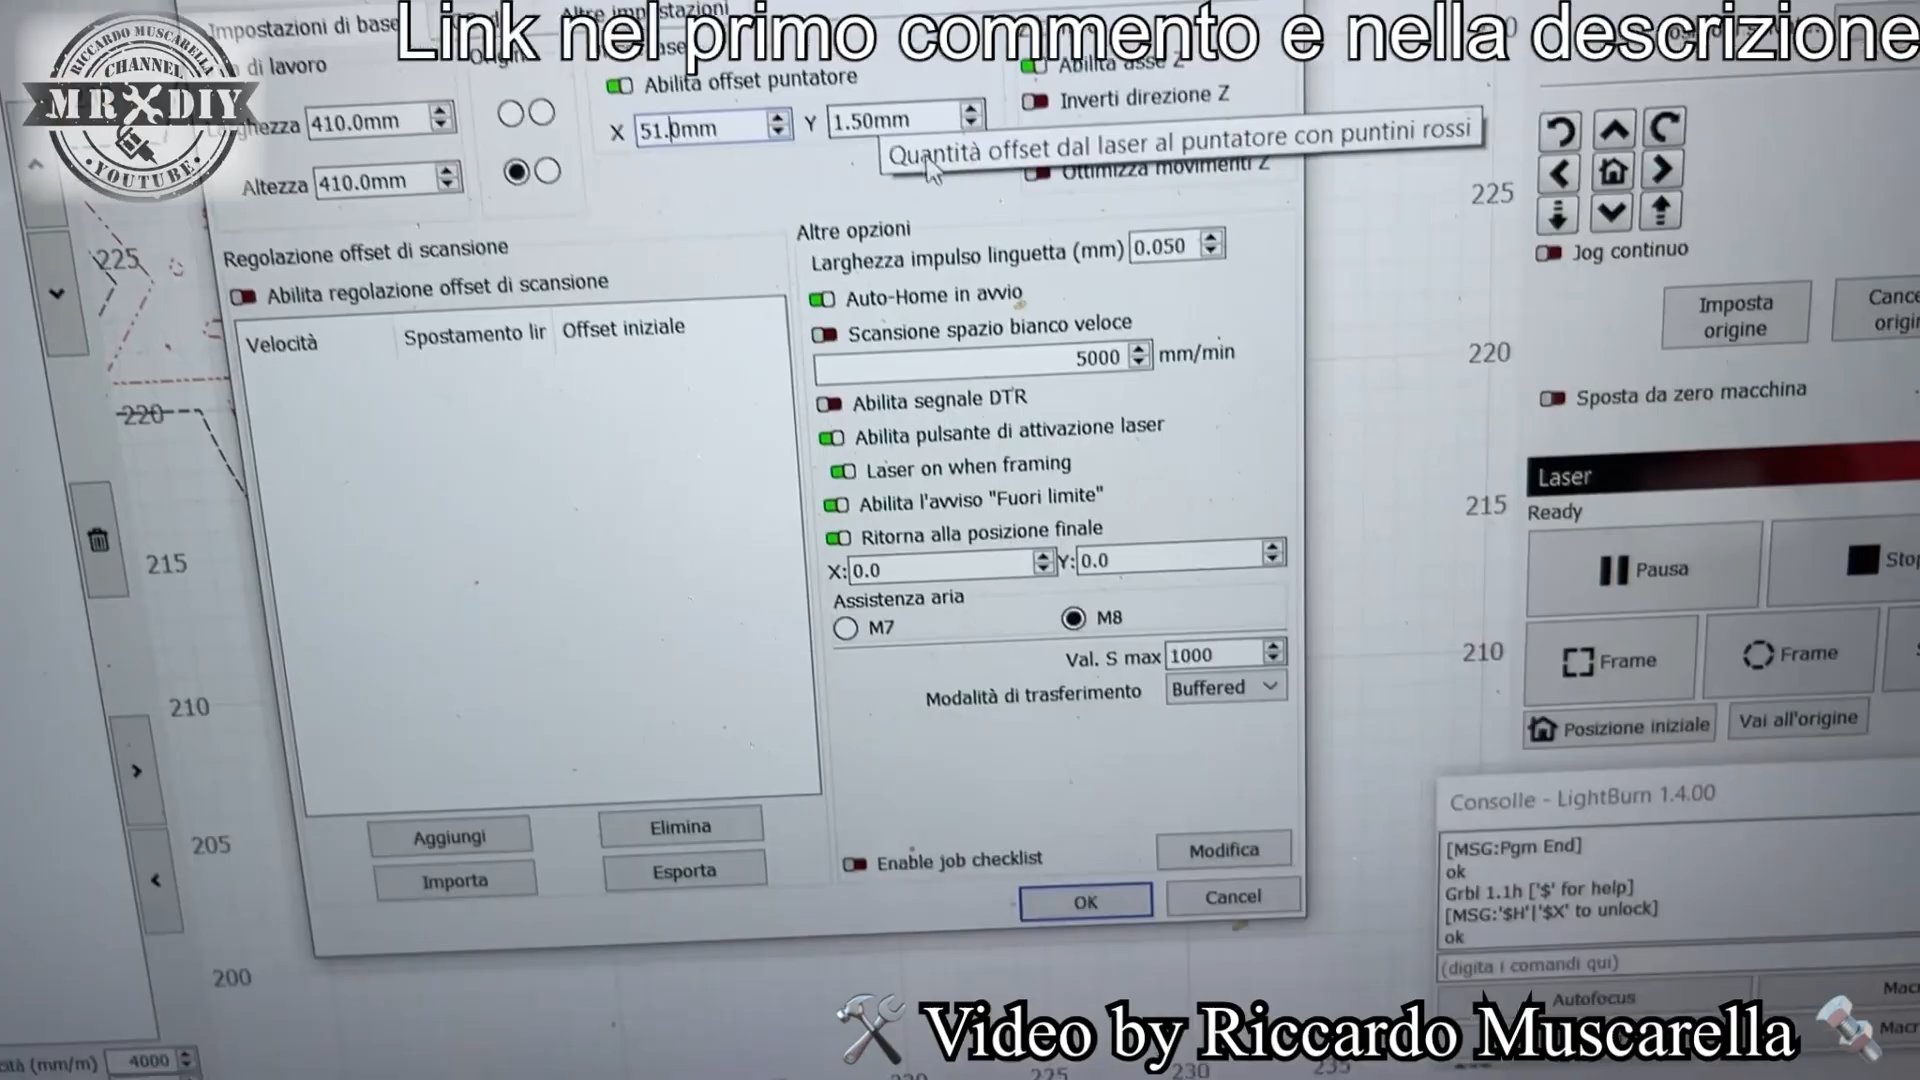 Link nel primo commento e nella descrizione
RICCARDO MUSCARELLA
CHANNEL
MR DIY
YOUTUBE
Impostazioni di base
Altre impostazioni
di lavoro
Larghezza 410.0mm
Altezza 410.0mm
Abilita offset puntatore
X 51.0mm Y 1.50mm
Abilita asse Z
Inverti direzione Z
Quantità offset dal laser al puntatore con puntini rossi
Ottimizza movimenti Z
Regolazione offset di scansione
Abilita regolazione offset di scansione
Velocità Spostamento lir Offset iniziale
Aggiungi
Elimina
Importa
Esporta
Altre opzioni
Larghezza impulso linguetta (mm) 0.050
Auto-Home in avvio
Scansione spazio bianco veloce
5000 mm/min
Abilita segnale DTR
Abilita pulsante di attivazione laser
Laser on when framing
Abilita l'avviso "Fuori limite"
Ritorna alla posizione finale
X: 0.0 Y: 0.0
Assistenza aria
M7 M8
Val. S max 1000
Modalità di trasferimento Buffered
Enable job checklist Modifica
OK Cancel
225
220
215
210
205
200
225
220
215
210
Jog continuo
Imposta
origine
Sposta da zero macchina
Laser
Ready
Pausa
Stop
Frame
Frame
Posizione iniziale
Vai all'origine
Consolle - LightBurn 1.4.00
[MSG:Pgm End]
ok
Grbl 1.1h ['$' for help]
[MSG:'$H'|'$X' to unlock]
ok
(digita i comandi qui)
Autofocus
(mm/m) 4000
225
230
235
Video by Riccardo Muscarella